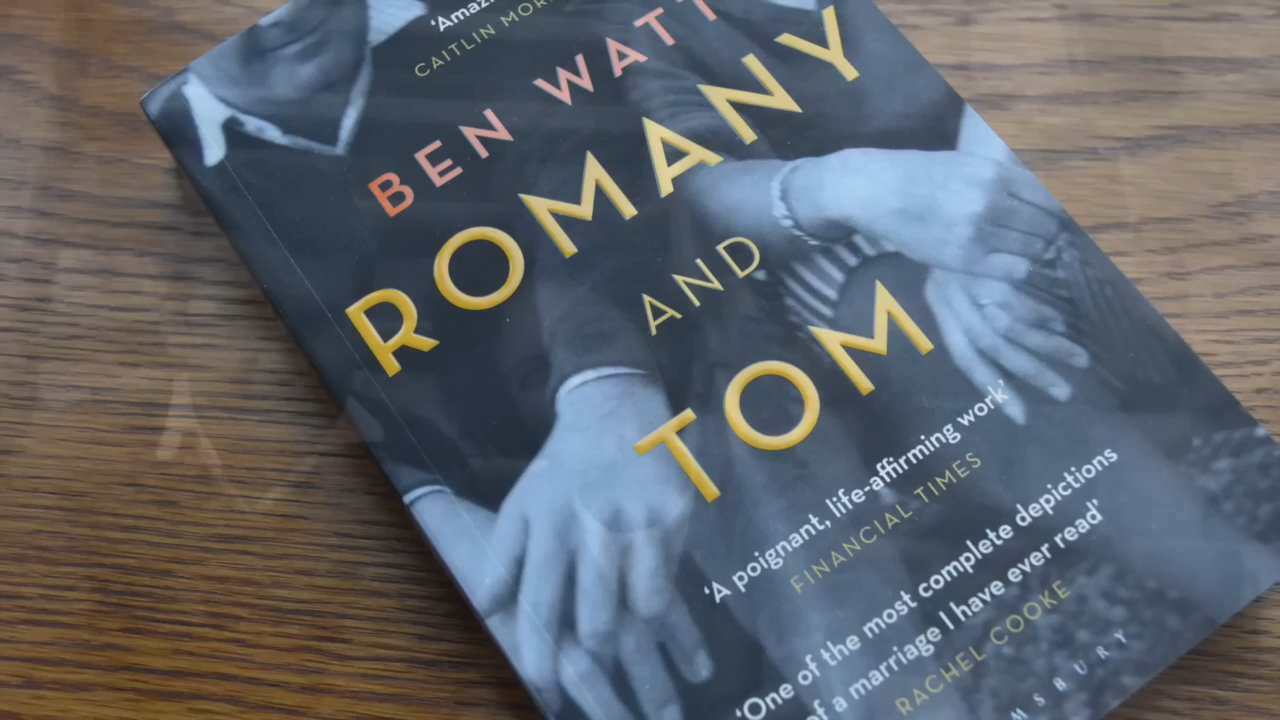 CAITLIN
BEN WATT
ROMANY
AND
TOM
'A poignant, life-affirming work'
FINANCIAL TIMES
'One of the most complete depictions
of a marriage I have ever read'
RACHEL COOKE